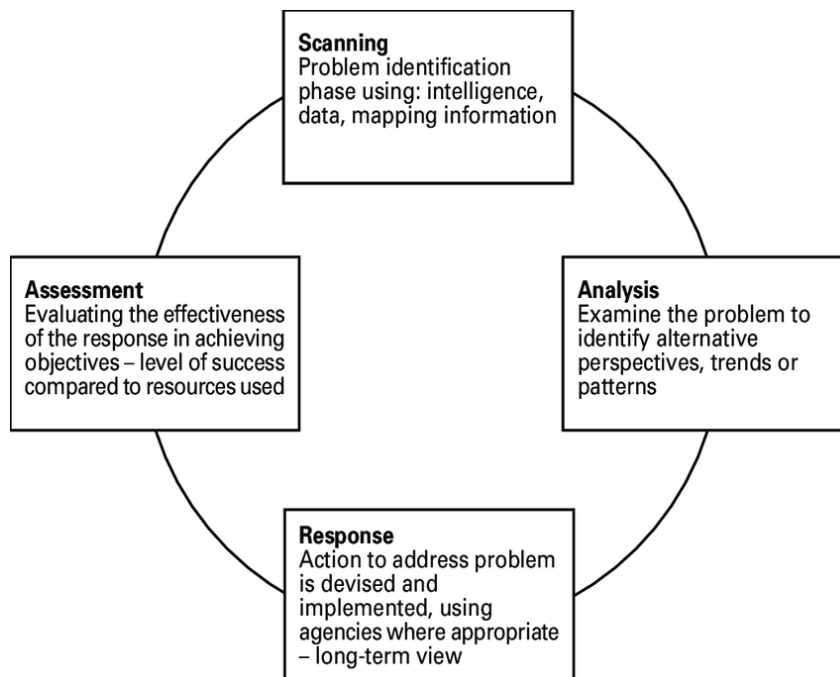 Scanning
Problem identification
phase using: intelligence,
data, mapping information
Assessment
Evaluating the effectiveness
of the response in achieving
objectives – level of success
compared to resources used
Analysis
Examine the problem to
identify alternative
perspectives, trends or
patterns
Response
Action to address problem
is devised and
implemented, using
agencies where appropriate
– long-term view